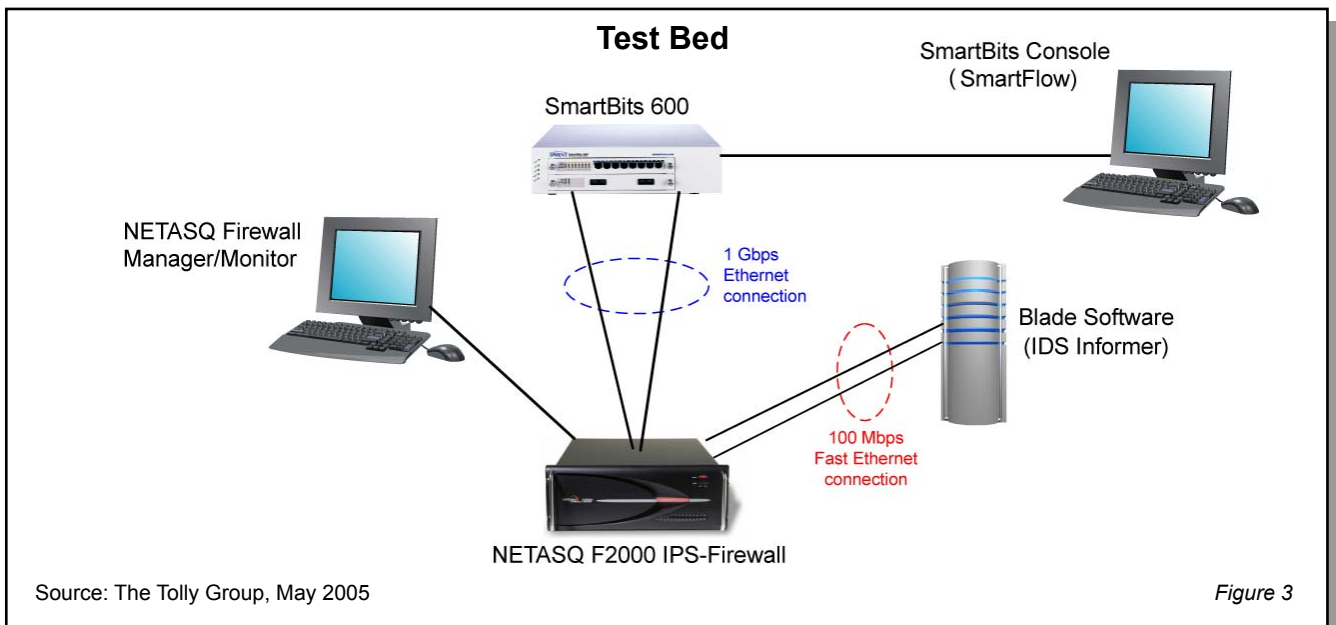 Test Bed
SmartBits Console
(SmartFlow)
SmartBits 600
NETASQ Firewall
Manager/Monitor
1 Gbps
Ethernet
connection
Blade Software
(IDS Informer)
100 Mbps
Fast Ethernet
connection
NETASQ F2000 IPS-Firewall
Source: The Tolly Group, May 2005
Figure 3